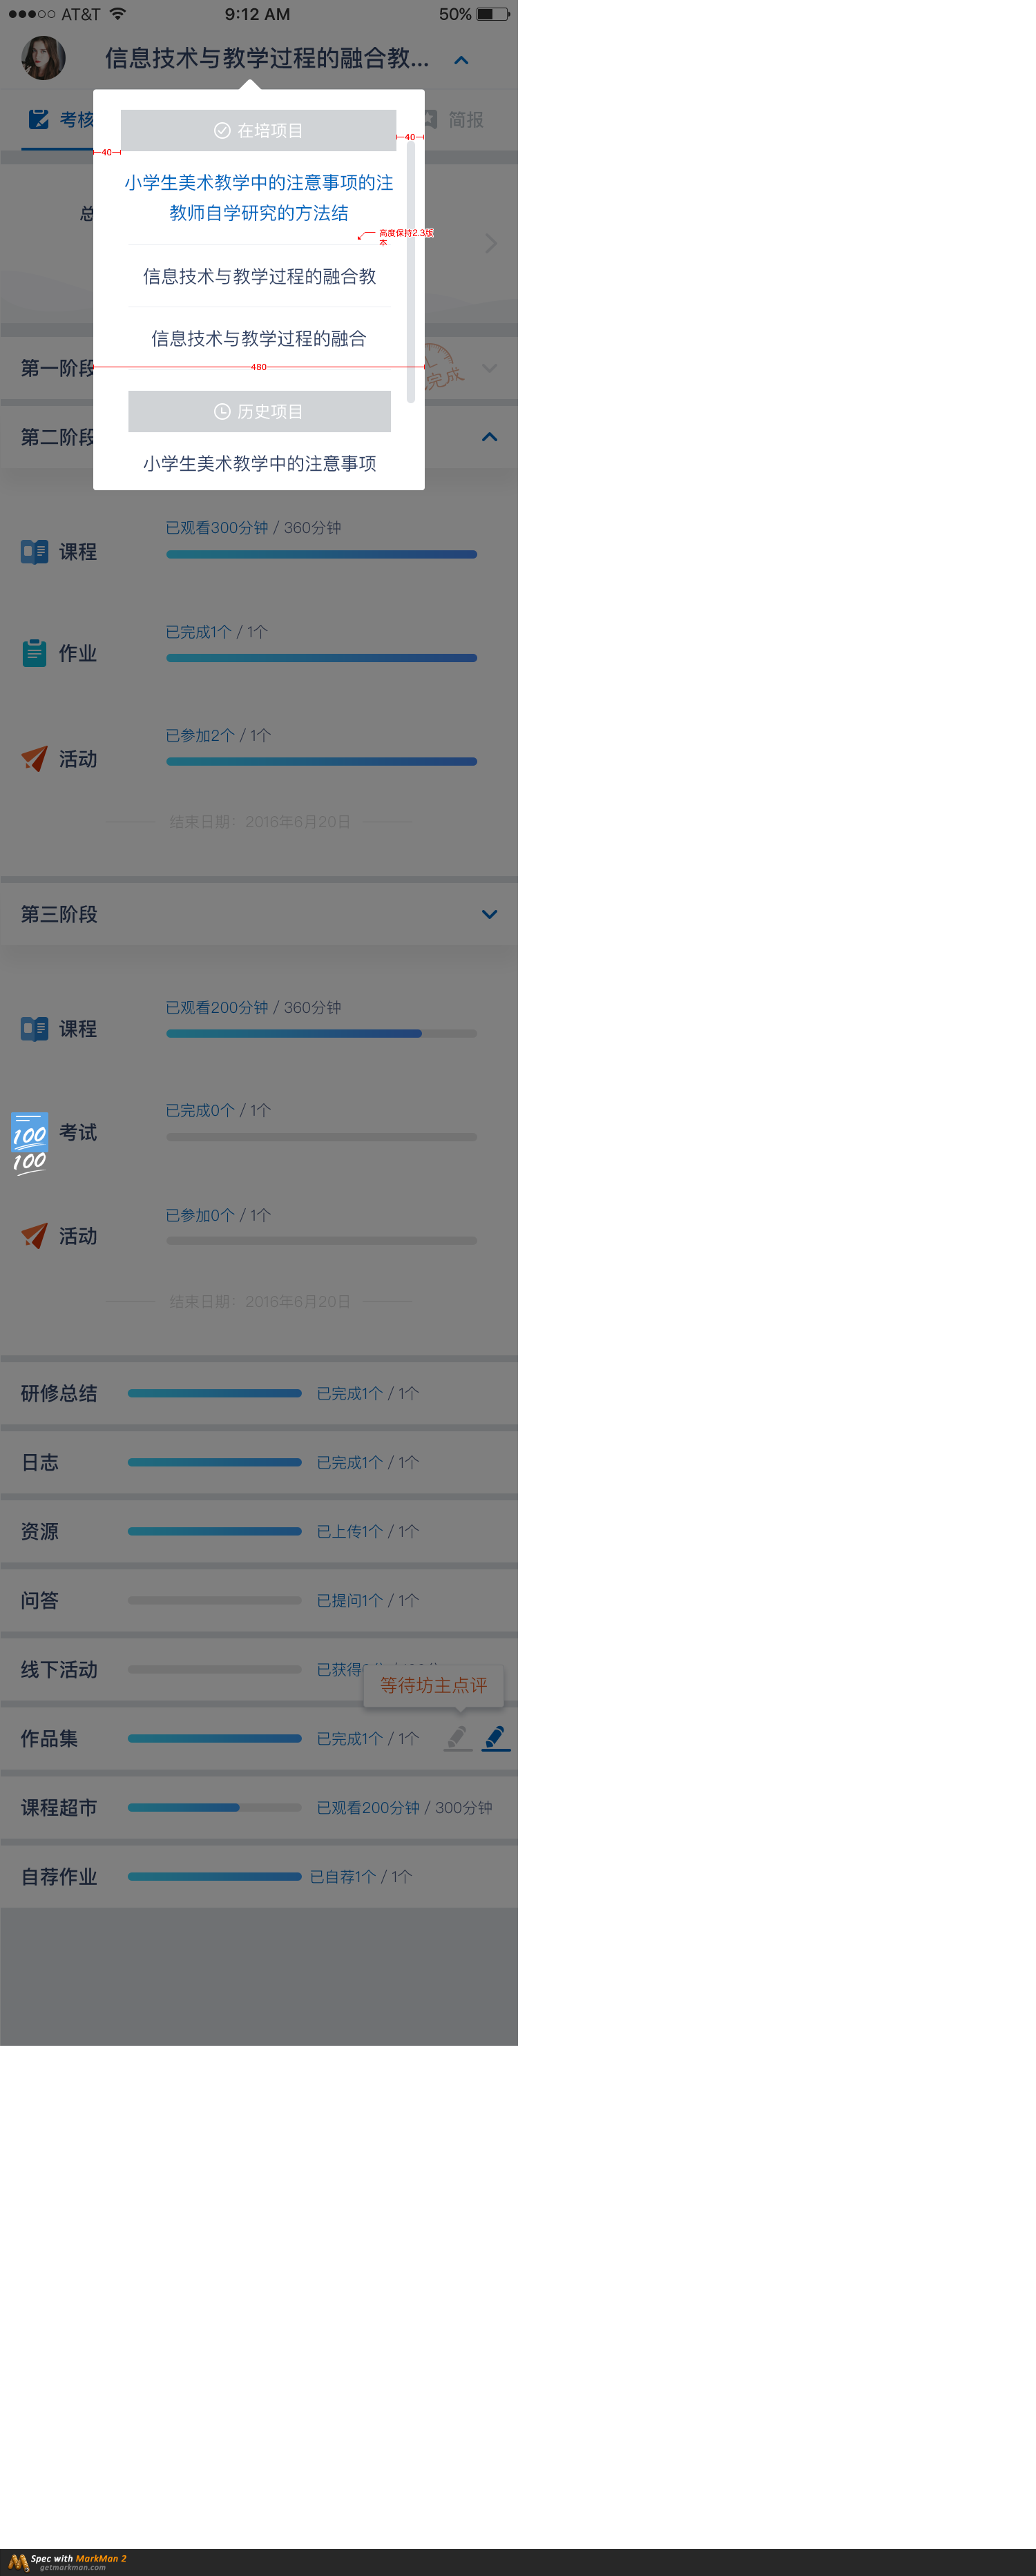 AT&T 9:12 AM 50%
信息技术与教学过程的融合教...
考核
简报
在培项目
40
40
小学生美术教学中的注意事项的注
教师自学研究的方法结
高度保持2.3版
本
总
信息技术与教学过程的融合教
信息技术与教学过程的融合
第一阶段
完成
480
历史项目
第二阶段
小学生美术教学中的注意事项
已观看300分钟 / 360分钟
课程
已完成1个 / 1个
作业
已参加2个 / 1个
活动
结束日期：2016年6月20日
第三阶段
已观看200分钟 / 360分钟
课程
已完成0个 / 1个
100
考试
100
已参加0个 / 1个
活动
结束日期：2016年6月20日
研修总结 已完成1个 / 1个
日志 已完成1个 / 1个
资源 已上传1个 / 1个
问答 已提问1个 / 1个
线下活动 已获得
等待坊主点评
作品集 已完成1个 / 1个
课程超市 已观看200分钟 / 300分钟
自荐作业 已自荐1个 / 1个
Spec with MarkMan 2
getmarkman.com